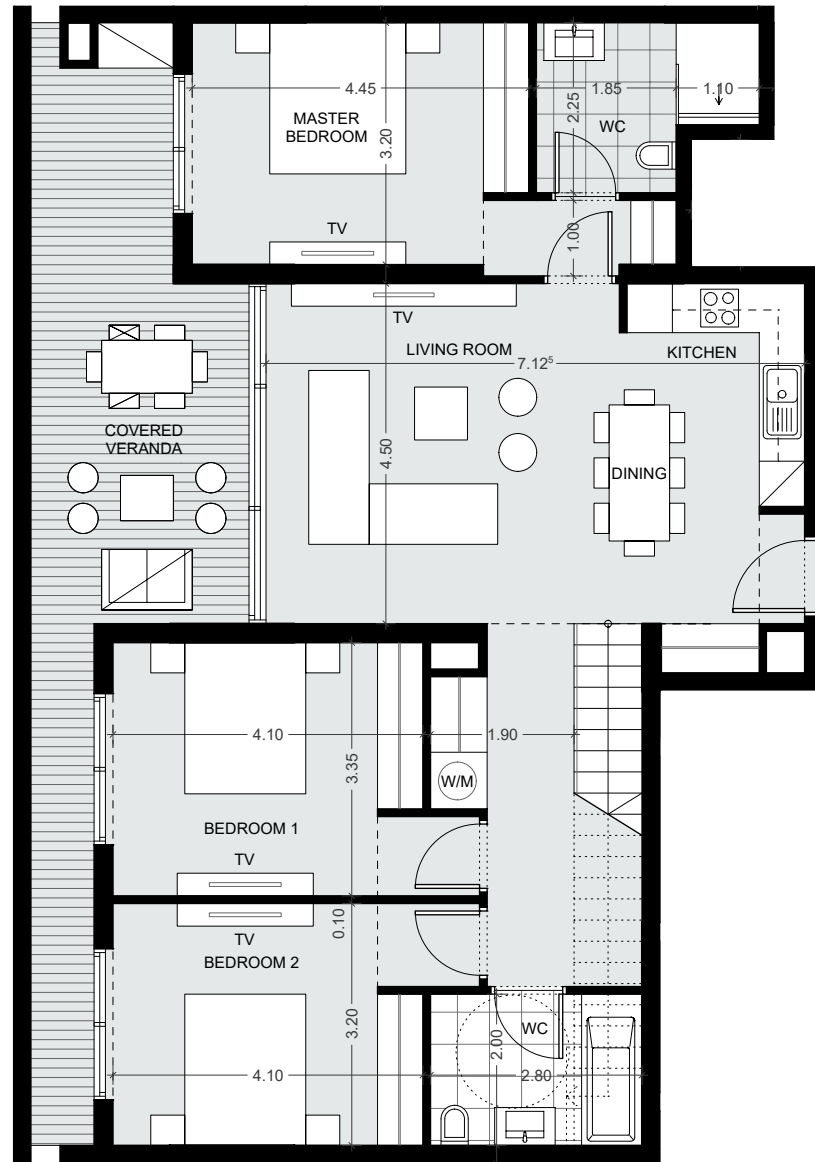 4.45
2.25
1.85
1.10
MASTER
BEDROOM
3.20
WC
TV
1.00
TV
LIVING ROOM
7.12⁵
KITCHEN
COVERED
VERANDA
4.50
DINING
4.10
3.35
1.90
W/M
BEDROOM 1
TV
0.10
TV
BEDROOM 2
3.20
WC
2.00
4.10
2.80